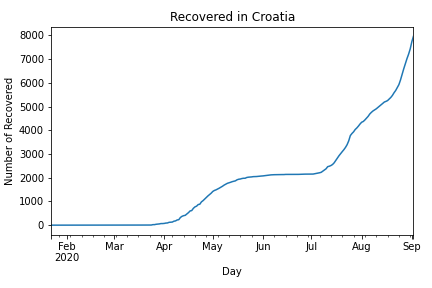 Recovered in Croatia
Number of Recovered
8000
7000
6000
5000
4000
3000
2000
1000
0
Feb Mar Apr May Jun Jul Aug Sep
2020
Day